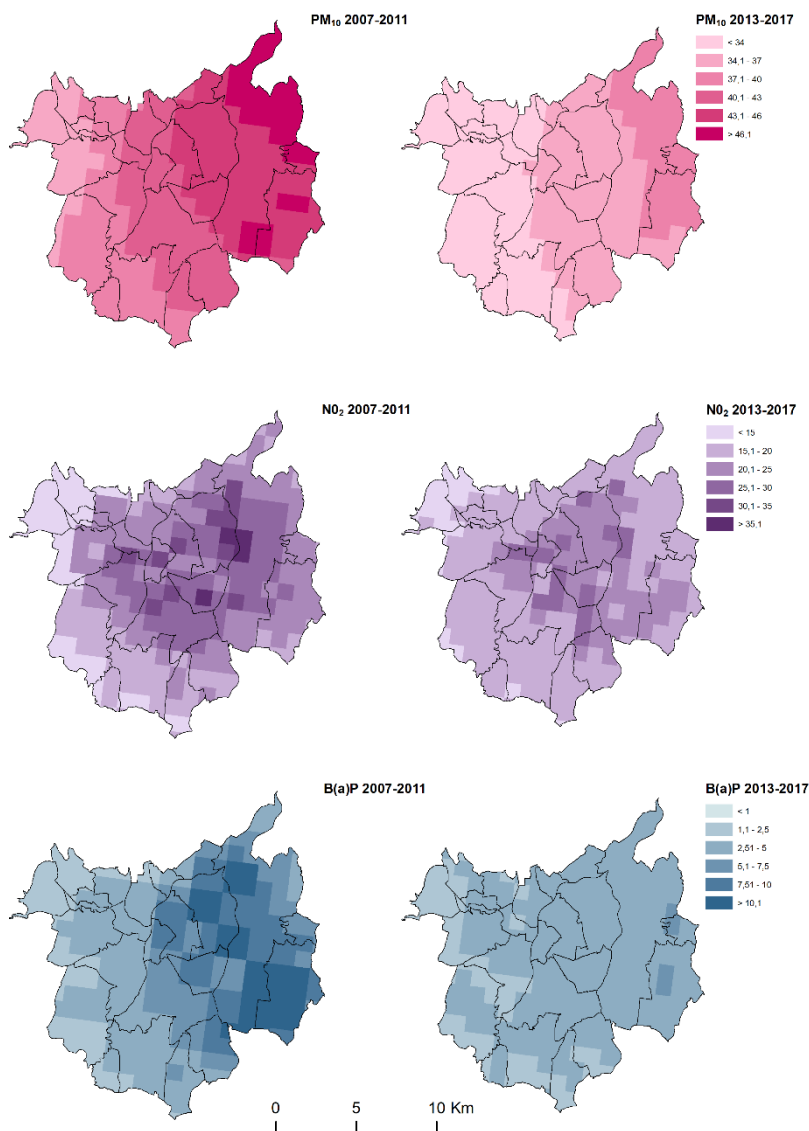 PM₁₀ 2007-2011
PM₁₀ 2013-2017
< 34
34,1 - 37
37,1 - 40
40,1 - 43
43,1 - 46
> 46,1
N0₂ 2007-2011
N0₂ 2013-2017
< 15
15,1 - 20
20,1 - 25
25,1 - 30
30,1 - 35
> 35,1
B(a)P 2007-2011
B(a)P 2013-2017
< 1
1,1 - 2,5
2,51 - 5
5,1 - 7,5
7,51 - 10
> 10,1
0 5 10 Km